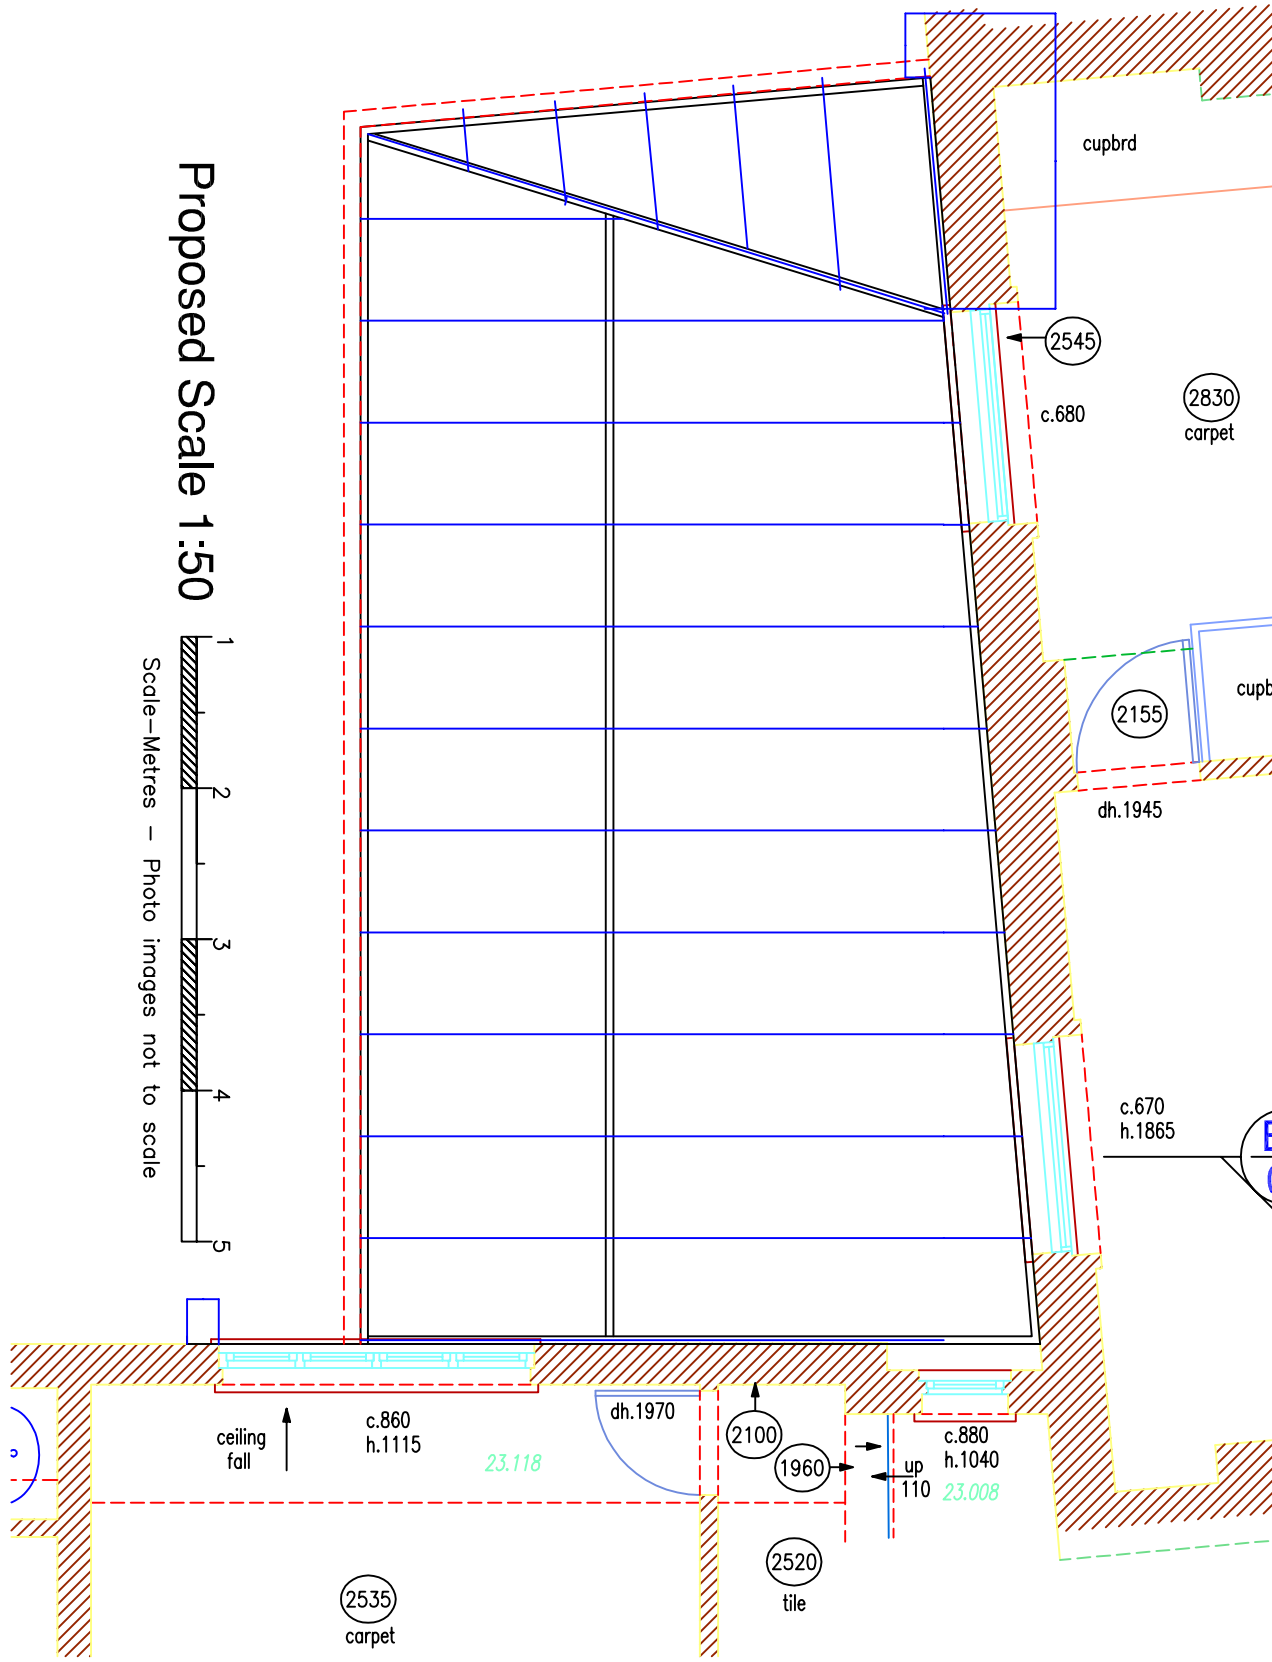 cupbrd
2545
c.680
2830
carpet
Proposed Scale 1:50
1
2
3
4
5
Scale-Metres - Photo images not to scale
2155
dh.1945
c.670
h.1865
ceiling
fall
c.860
h.1115
23.118
dh.1970
2100
1960
up
110
c.880
h.1040
23.008
2535
carpet
2520
tile